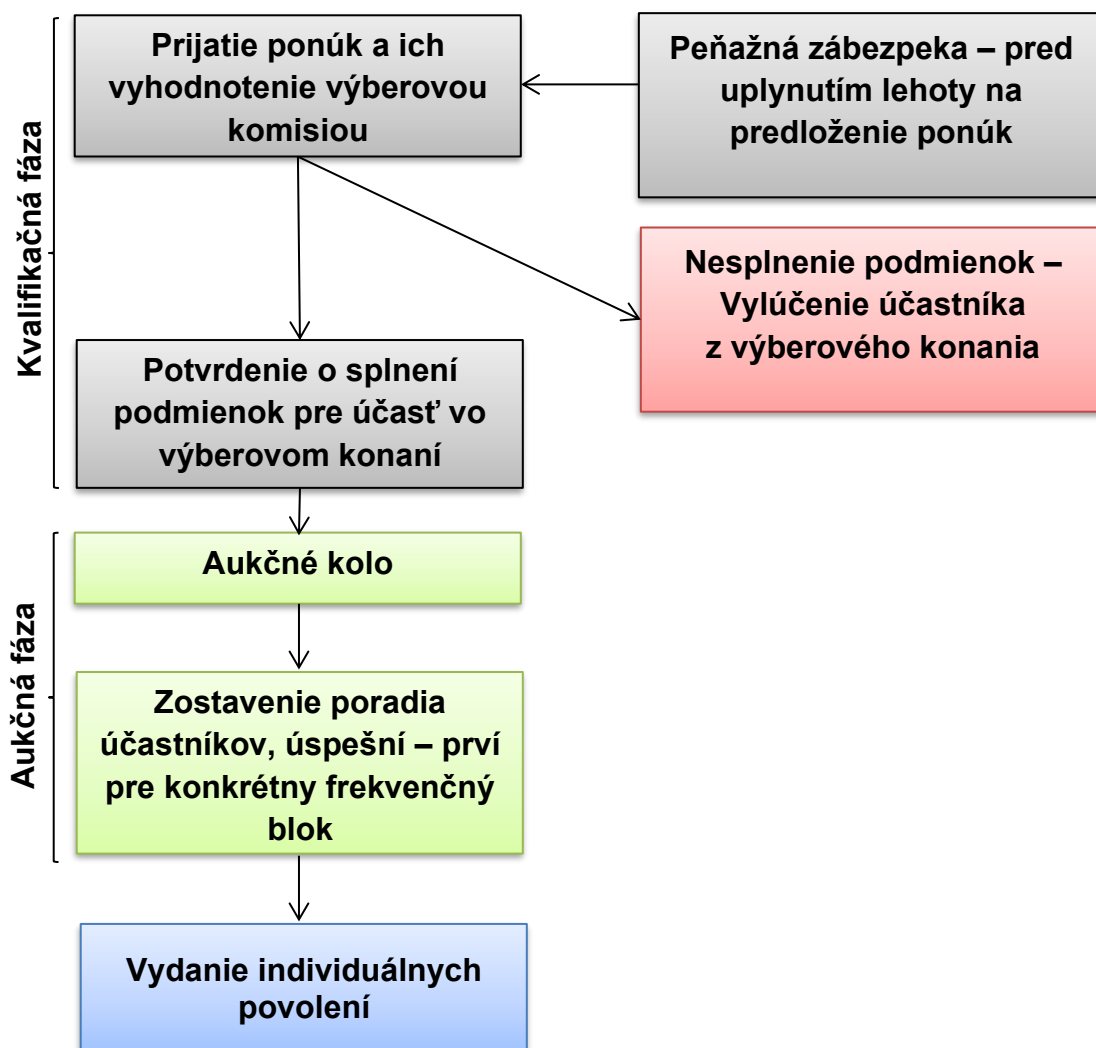 Kvalifikačná fáza
Prijatie ponúk a ich
vyhodnotenie výberovou
komisiou
Peňažná zábezpeka – pred
uplynutím lehoty na
predloženie ponúk
Nesplnenie podmienok –
Vylúčenie účastníka
z výberového konania
Potvrdenie o splnení
podmienok pre účasť vo
výberovom konaní
Aukčná fáza
Aukčné kolo
Zostavenie poradia
účastníkov, úspešní – prví
pre konkrétny frekvenčný
blok
Vydanie individuálnych
povolení